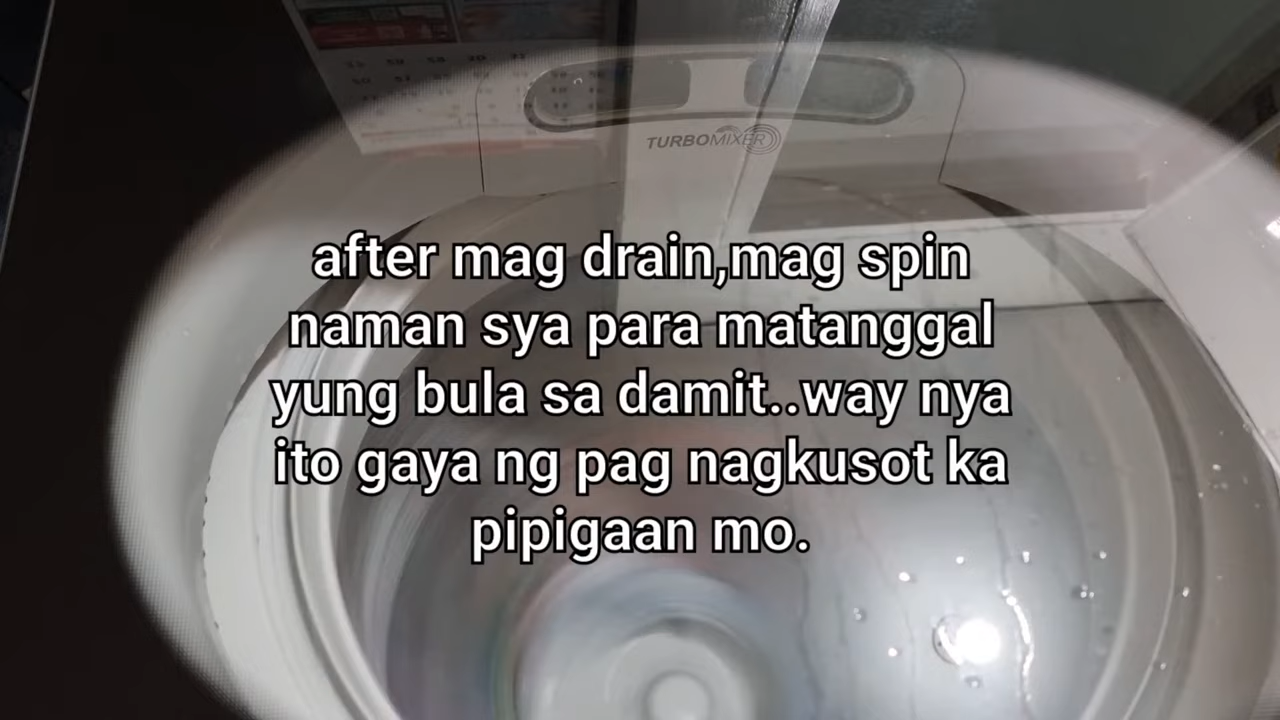 TURBOMIXER
after mag drain,mag spin
naman sya para matanggal
yung bula sa damit..way nya
ito gaya ng pag nagkusot ka
pipigaan mo.